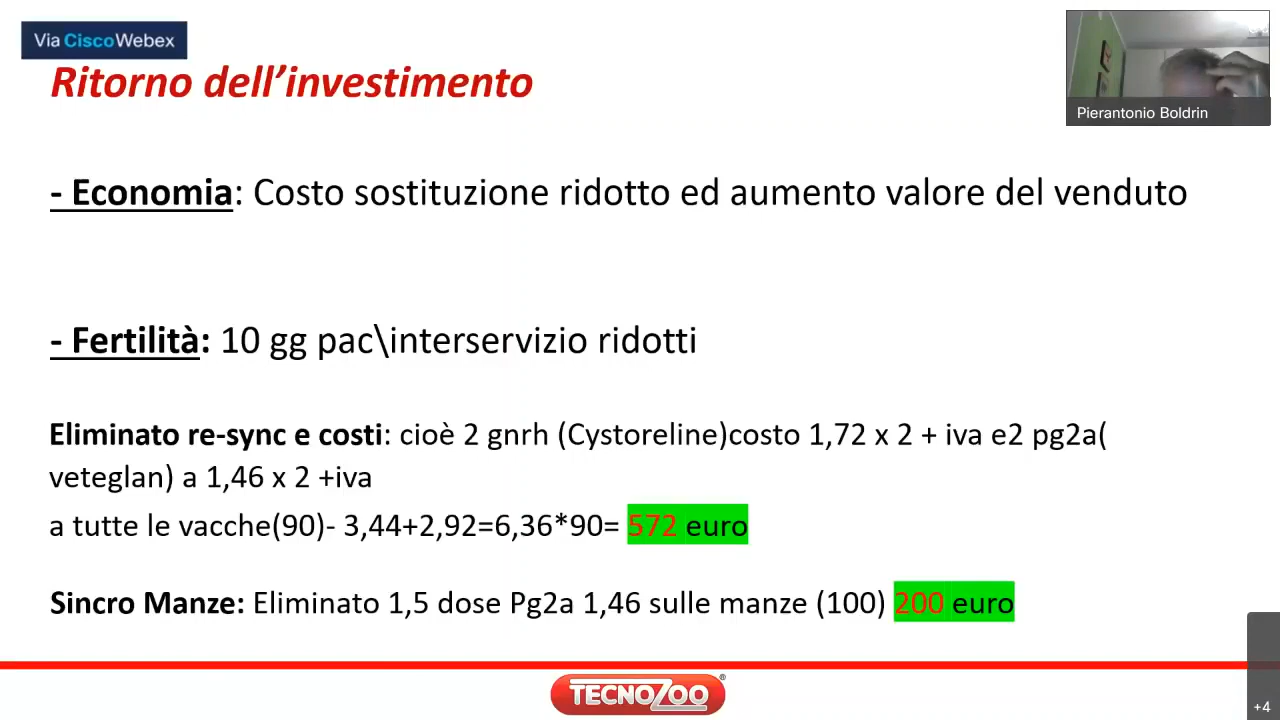 Via CiscoWebex
Ritorno dell’investimento
Pierantonio Boldrin
- Economia: Costo sostituzione ridotto ed aumento valore del venduto
- Fertilità: 10 gg pac\interservizio ridotti
Eliminato re-sync e costi: cioè 2 gnrh (Cystoreline)costo 1,72 x 2 + iva e2 pg2a(
veteglan) a 1,46 x 2 +iva
a tutte le vacche(90)- 3,44+2,92=6,36*90= 572 euro
Sincro Manze: Eliminato 1,5 dose Pg2a 1,46 sulle manze (100) 200 euro
TECNOZOO®
+4